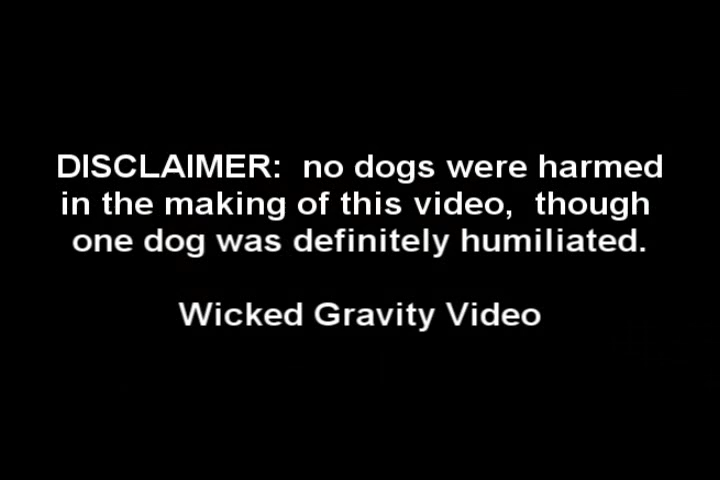 DISCLAIMER:  no dogs were harmed
in the making of this video,  though
one dog was definitely humiliated.
Wicked Gravity Video